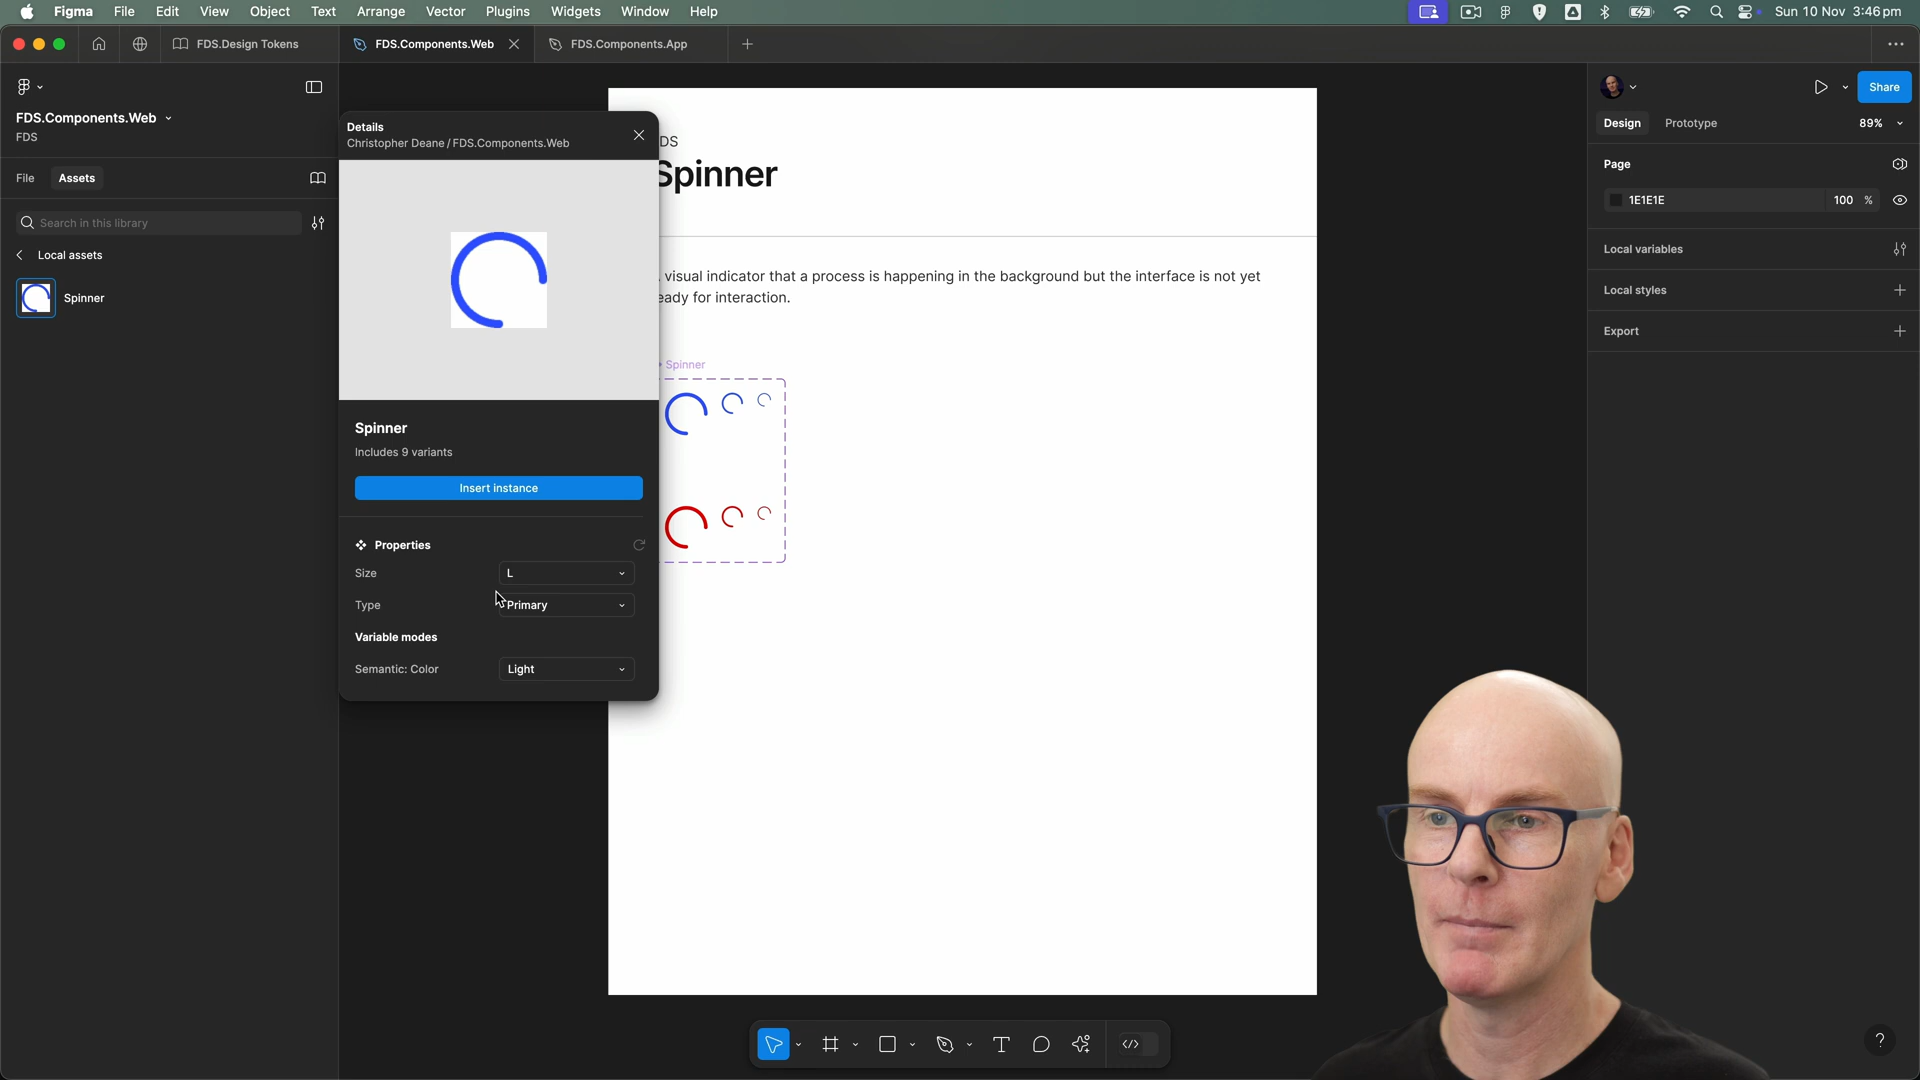 Figma File Edit View Object Text Arrange Vector Plugins Widgets Window Help Sun 10 Nov 3:46 pm
FDS.Design Tokens FDS.Components.Web FDS.Components.App
FDS.Components.Web
FDS
File Assets
Search in this library
Local assets
Spinner
Details
Christopher Deane / FDS.Components.Web
Spinner
Includes 9 variants
Insert instance
Properties
Size L
Type Primary
Variable modes
Semantic: Color Light
DS
Spinner
visual indicator that a process is happening in the background but the interface is not yet
eady for interaction.
Spinner
Share
Design Prototype 89%
Page
1E1E1E 100 %
Local variables
Local styles
Export
?